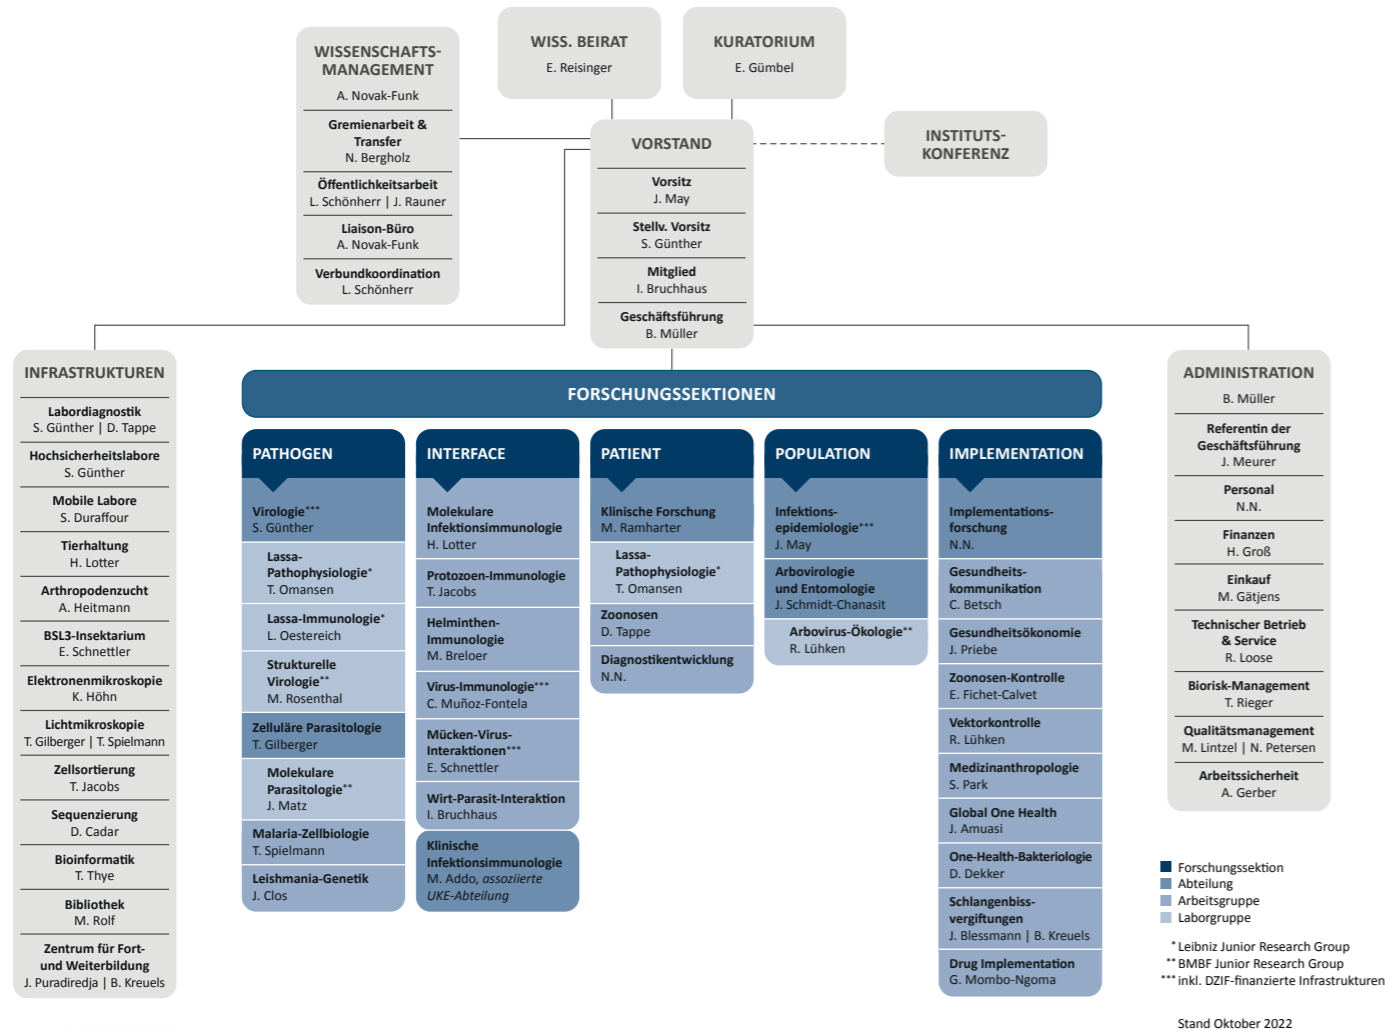 WISSENSCHAFTS-
MANAGEMENT
A. Novak-Funk
Gremienarbeit &
Transfer
N. Bergholz
Öffentlichkeitsarbeit
L. Schönherr | J. Rauner
Liaison-Büro
A. Novak-Funk
Verbundkoordination
L. Schönherr
WISS. BEIRAT
E. Reisinger
KURATORIUM
E. Gümbel
VORSTAND
Vorsitz
J. May
Stellv. Vorsitz
S. Günther
Mitglied
I. Bruchhaus
Geschäftsführung
B. Müller
INSTITUTS-
KONFERENZ
INFRASTRUKTUREN
Labordiagnostik
S. Günther | D. Tappe
Hochsicherheitslabore
S. Günther
Mobile Labore
S. Duraffour
Tierhaltung
H. Lotter
Arthropodenzucht
A. Heitmann
BSL3-Insektarium
E. Schnettler
Elektronenmikroskopie
K. Höhn
Lichtmikroskopie
T. Gilberger | T. Spielmann
Zellsortierung
T. Jacobs
Sequenzierung
D. Cadar
Bioinformatik
T. Thye
Bibliothek
M. Rolf
Zentrum für Fort-
und Weiterbildung
J. Puradiredja | B. Kreuels
FORSCHUNGSSEKTIONEN
PATHOGEN
Virologie***
S. Günther
Lassa-
Pathophysiologie*
T. Omansen
Lassa-Immunologie*
L. Oestereich
Strukturelle
Virologie**
M. Rosenthal
Zelluläre Parasitologie
T. Gilberger
Molekulare
Parasitologie**
J. Matz
Malaria-Zellbiologie
T. Spielmann
Leishmania-Genetik
J. Clos
INTERFACE
Molekulare
Infektionsimmunologie
H. Lotter
Protozoen-Immunologie
T. Jacobs
Helminthen-
Immunologie
M. Breloer
Virus-Immunologie***
C. Muñoz-Fontela
Mücken-Virus-
Interaktionen***
E. Schnettler
Wirt-Parasit-Interaktion
I. Bruchhaus
Klinische
Infektionsimmunologie
M. Addo, assoziierte
UKE-Abteilung
PATIENT
Klinische Forschung
M. Ramharter
Lassa-
Pathophysiologie*
T. Omansen
Zoonosen
D. Tappe
Diagnostikentwicklung
N.N.
POPULATION
Infektions-
epidemiologie***
J. May
Arbovirologie
und Entomologie
J. Schmidt-Chanasit
Arbovirus-Ökologie**
R. Lühken
IMPLEMENTATION
Implementations-
forschung
N.N.
Gesundheits-
kommunikation
C. Betsch
Gesundheitsökonomie
J. Priebe
Zoonosen-Kontrolle
E. Fichet-Calvet
Vektorkontrolle
R. Lühken
Medizinanthropologie
S. Park
Global One Health
J. Amuasi
One-Health-Bakteriologie
D. Dekker
Schlangenbiss-
vergiftungen
J. Blessmann | B. Kreuels
Drug Implementation
G. Mombo-Ngoma
ADMINISTRATION
B. Müller
Referentin der
Geschäftsführung
J. Meurer
Personal
N.N.
Finanzen
H. Groß
Einkauf
M. Gätjens
Technischer Betrieb
& Service
R. Loose
Biorisk-Management
T. Rieger
Qualitätsmanagement
M. Lintzel | N. Petersen
Arbeitssicherheit
A. Gerber
Forschungssektion
Abteilung
Arbeitsgruppe
Laborgruppe
* Leibniz Junior Research Group
** BMBF Junior Research Group
*** inkl. DZIF-finanzierte Infrastrukturen
Stand Oktober 2022